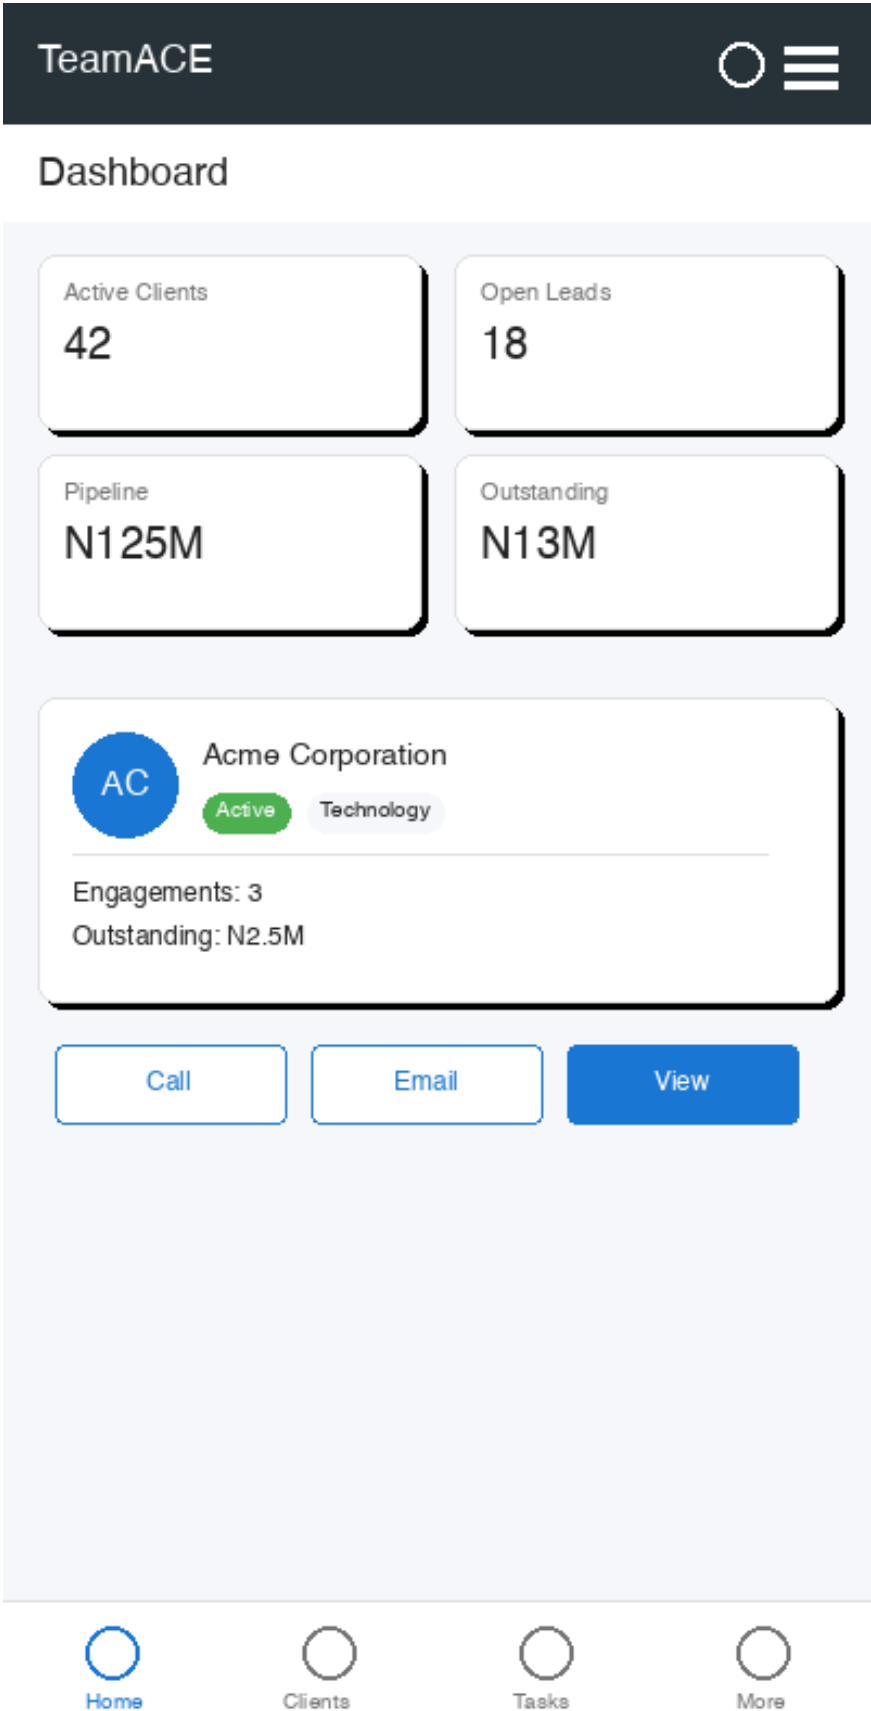 TeamACE
Dashboard
Active Clients
42
Open Leads
18
Pipeline
N125M
Outstanding
N13M
AC
Acme Corporation
Active
Technology
Engagements: 3
Outstanding: N2.5M
Call
Email
View
Home
Clients
Tasks
More